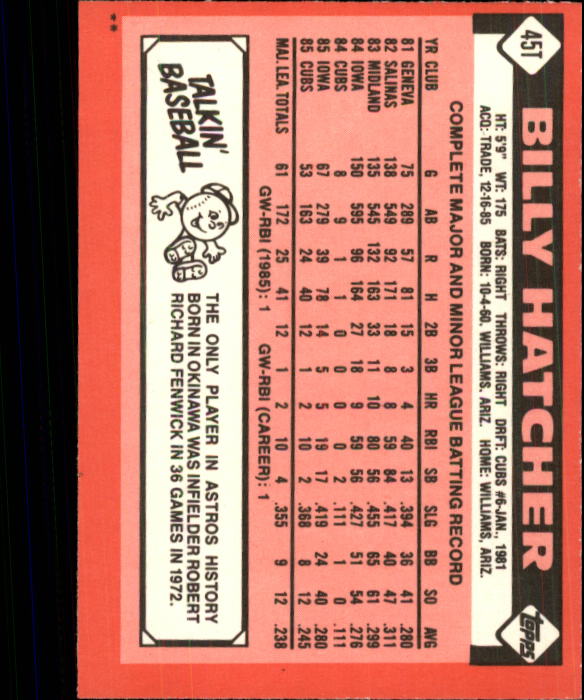 45T
BILLY HATCHER
topps
HT: 5'9" WT: 175 BATS: RIGHT THROWS: RIGHT DRFT: CUBS #6-JAN., 1981
ACQ: TRADE, 12-16-85 BORN: 10-4-60, WILLIAMS, ARIZ. HOME: WILLIAMS, ARIZ.
COMPLETE MAJOR AND MINOR LEAGUE BATTING RECORD
YR CLUB G AB R H 2B 3B HR RBI SB SLG BB SO AVG
81 GENEVA 75 289 57 81 15 3 4 40 13 .394 36 41 .280
82 SALINAS 138 549 92 171 18 8 8 59 84 .417 40 47 .311
83 MIDLAND 135 545 132 163 33 11 10 80 56 .455 65 61 .299
84 IOWA 150 595 96 164 27 18 9 59 56 .427 51 54 .276
84 CUBS 8 9 1 1 0 0 0 0 2 .111 1 0 .111
85 IOWA 67 279 39 78 14 5 5 19 17 .419 24 40 .280
85 CUBS 53 163 24 40 12 1 2 10 2 .368 8 12 .245
MAJ. LEA. TOTALS 61 172 25 41 12 1 2 10 4 .355 9 12 .238
GW-RBI (1985): 1 GW-RBI (CAREER): 1
TALKIN'
BASEBALL
THE ONLY PLAYER IN ASTROS HISTORY
BORN IN OKINAWA WAS INFIELDER ROBERT
RICHARD FENWICK IN 36 GAMES IN 1972.
**